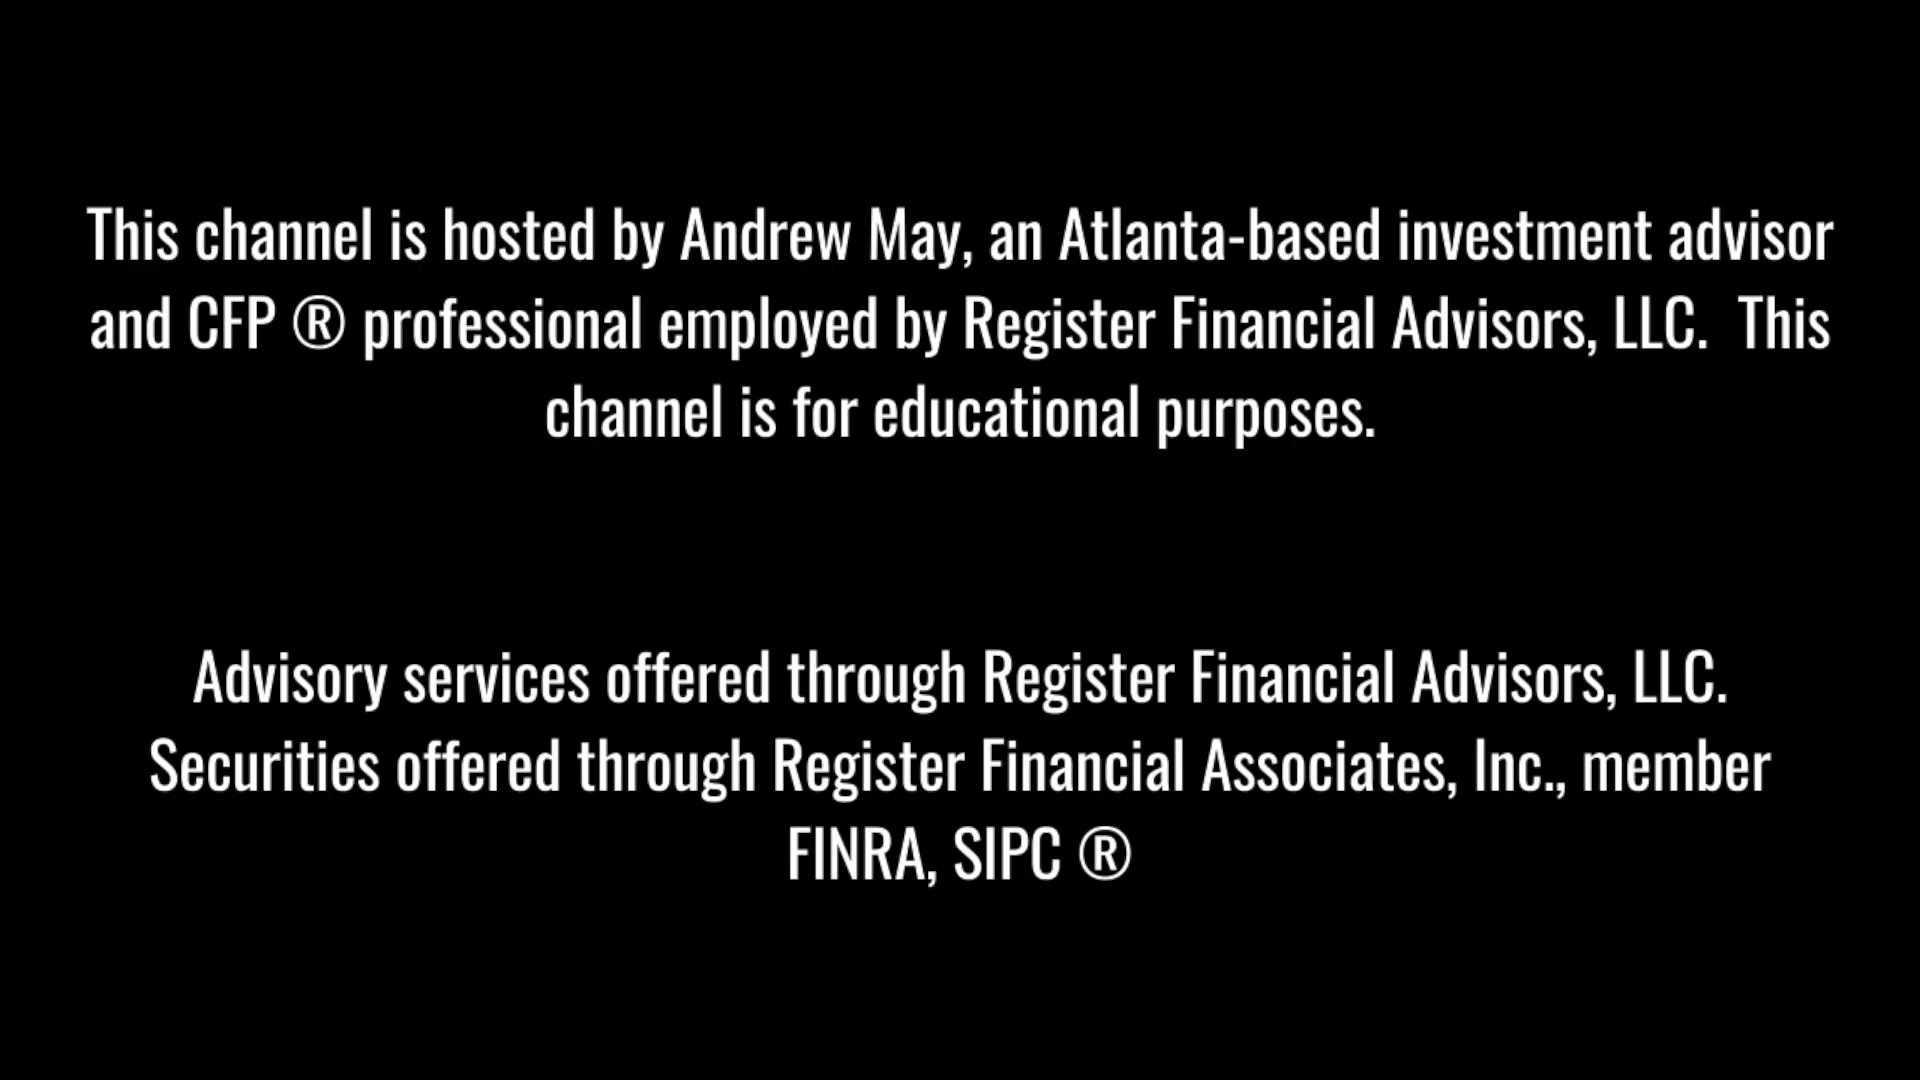 This channel is hosted by Andrew May, an Atlanta-based investment advisor
and CFP ® professional employed by Register Financial Advisors, LLC.  This
channel is for educational purposes.
Advisory services offered through Register Financial Advisors, LLC.
Securities offered through Register Financial Associates, Inc., member
FINRA, SIPC ®